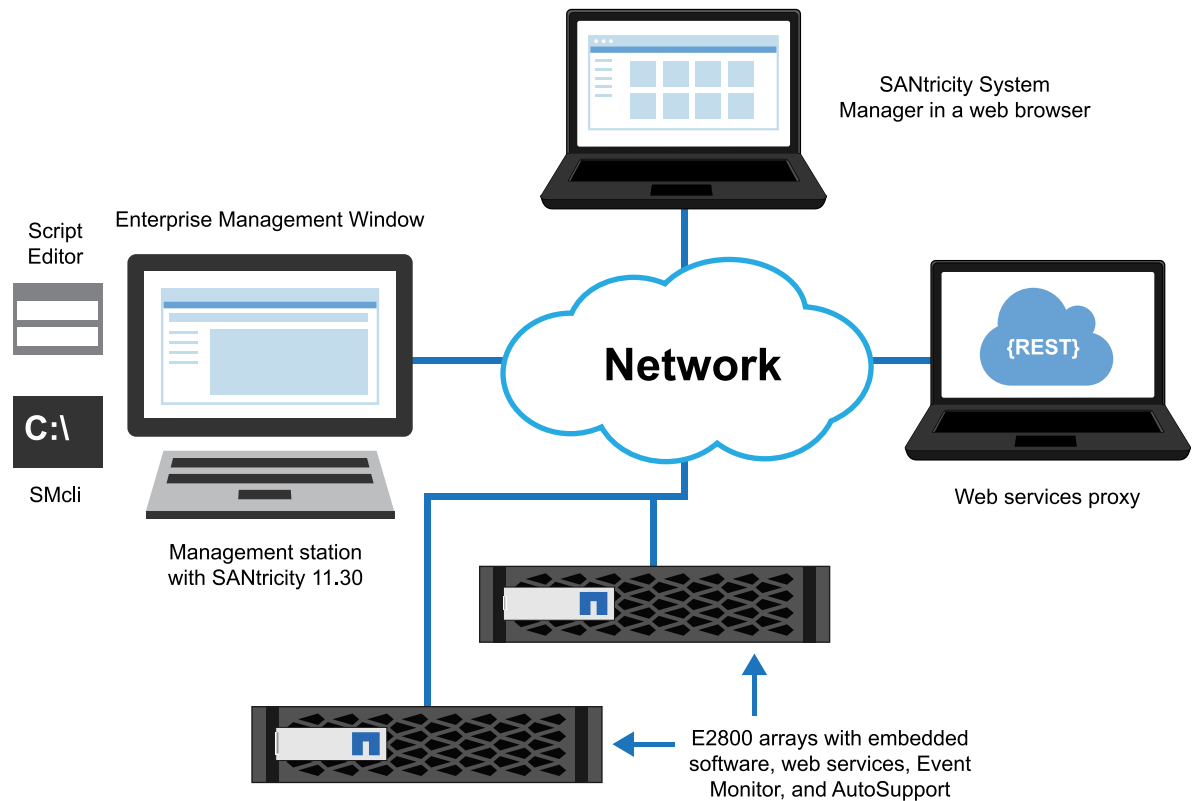 SANtricity System
Manager in a web browser
Script
Editor
Enterprise Management Window
C:\
SMcli
Network
{REST}
Web services proxy
Management station
with SANtricity 11.30
E2800 arrays with embedded
software, web services, Event
Monitor, and AutoSupport